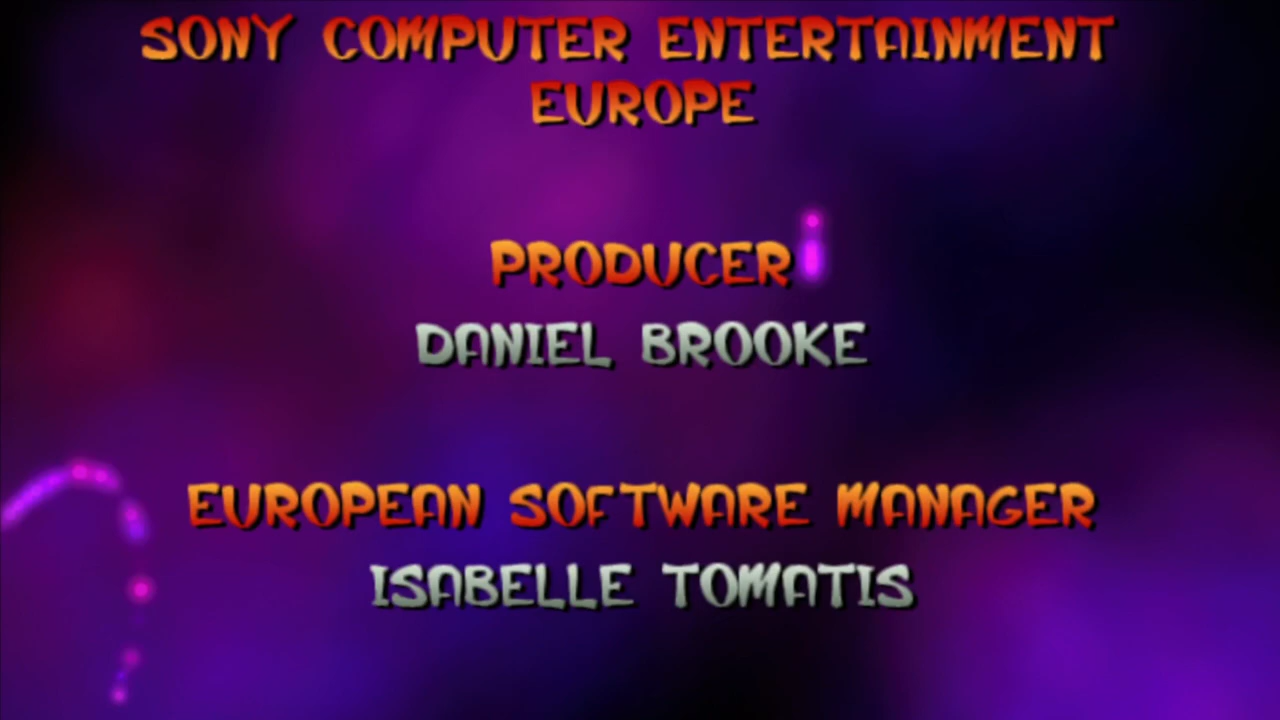 SONY COMPUTER ENTERTAINMENT
EUROPE
PRODUCER
DANIEL BROOKE
EUROPEAN SOFTWARE MANAGER
ISABELLE TOMATIS